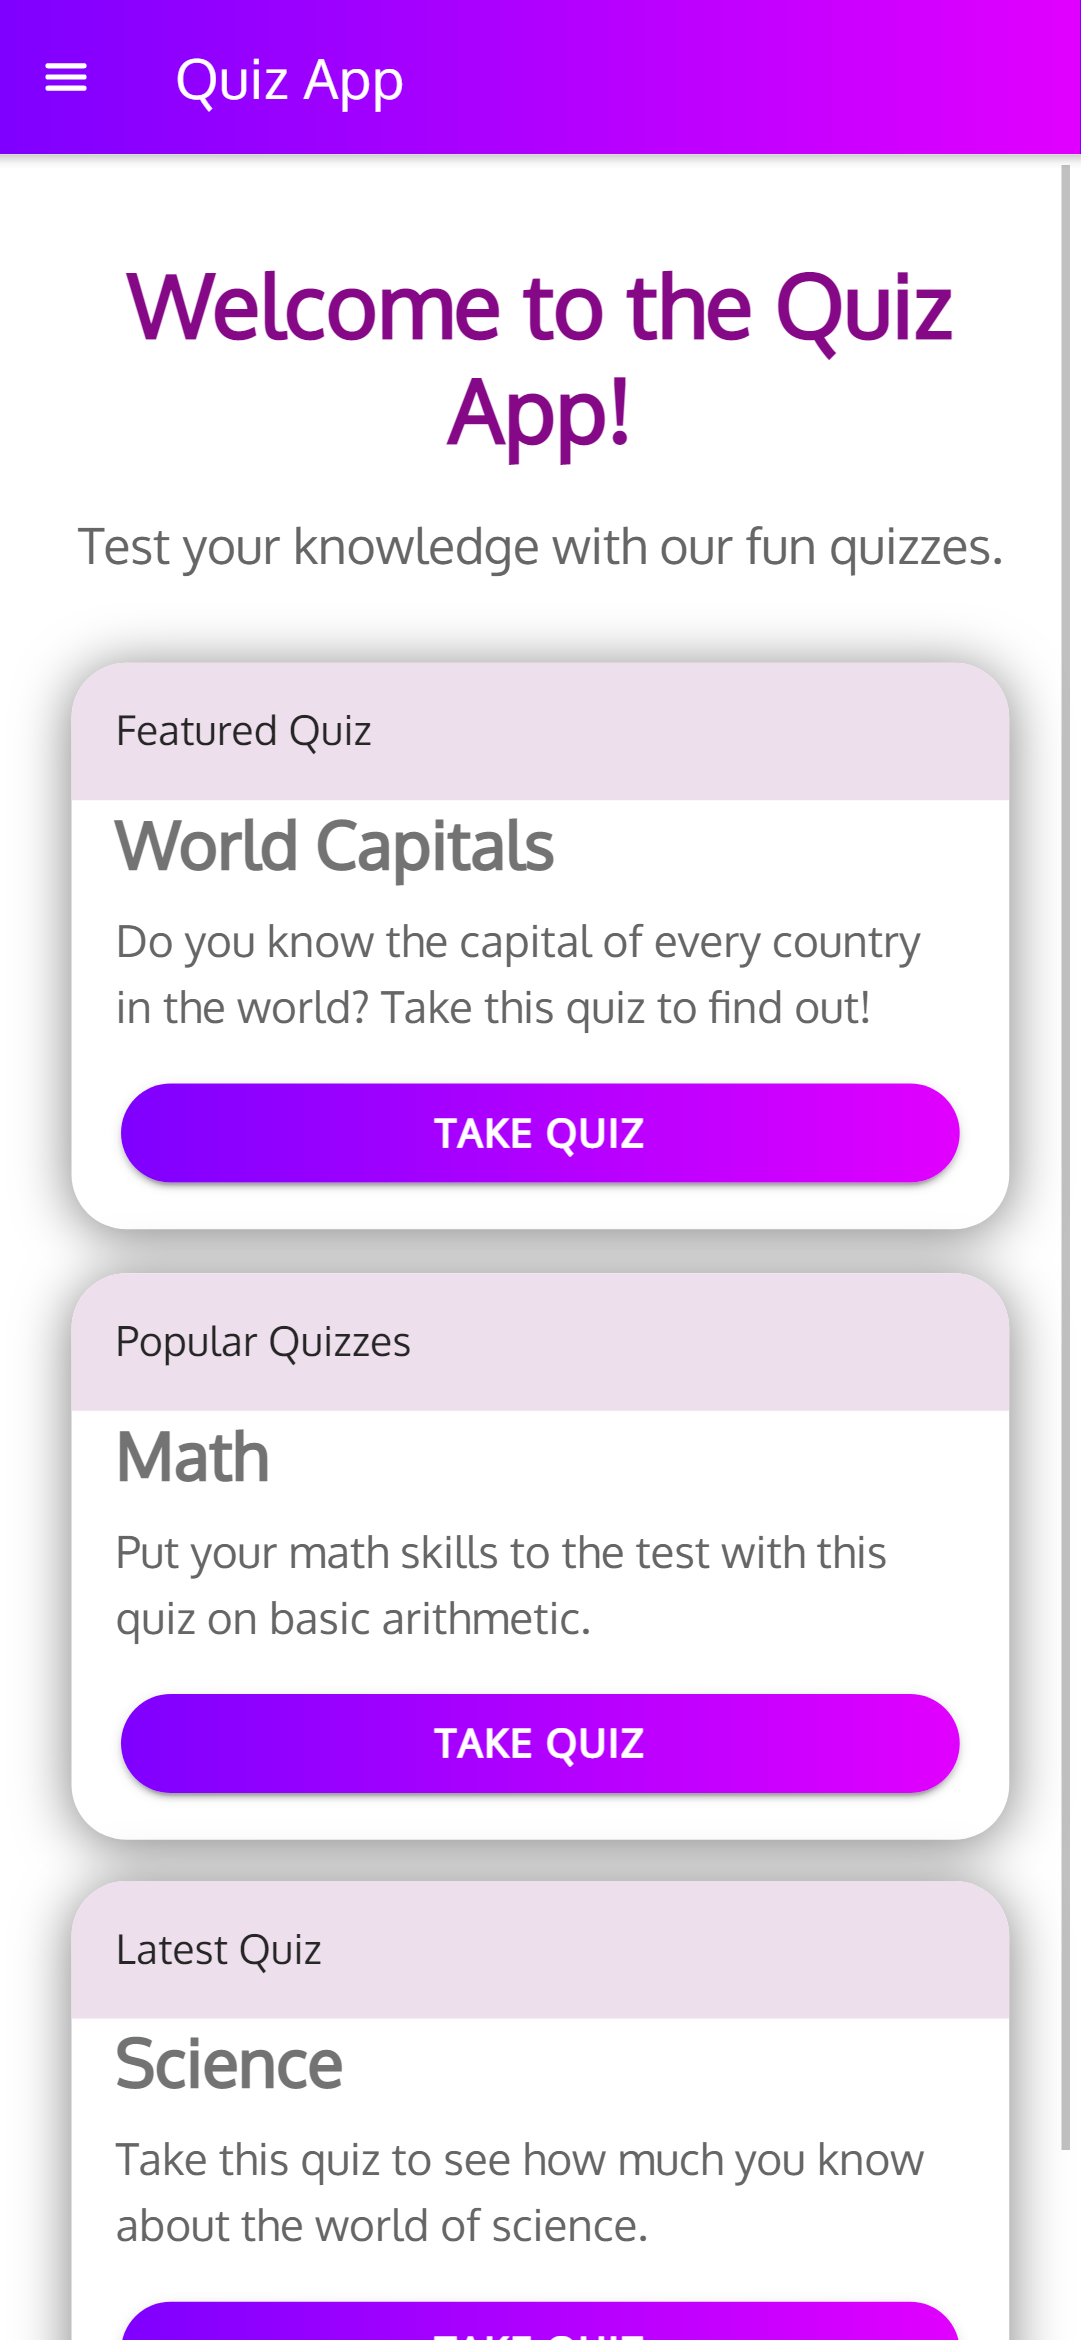 Quiz App
Welcome to the Quiz
App!
Test your knowledge with our fun quizzes.
Featured Quiz
World Capitals
Do you know the capital of every country
in the world? Take this quiz to find out!
TAKE QUIZ
Popular Quizzes
Math
Put your math skills to the test with this
quiz on basic arithmetic.
TAKE QUIZ
Latest Quiz
Science
Take this quiz to see how much you know
about the world of science.
TAKE QUIZ